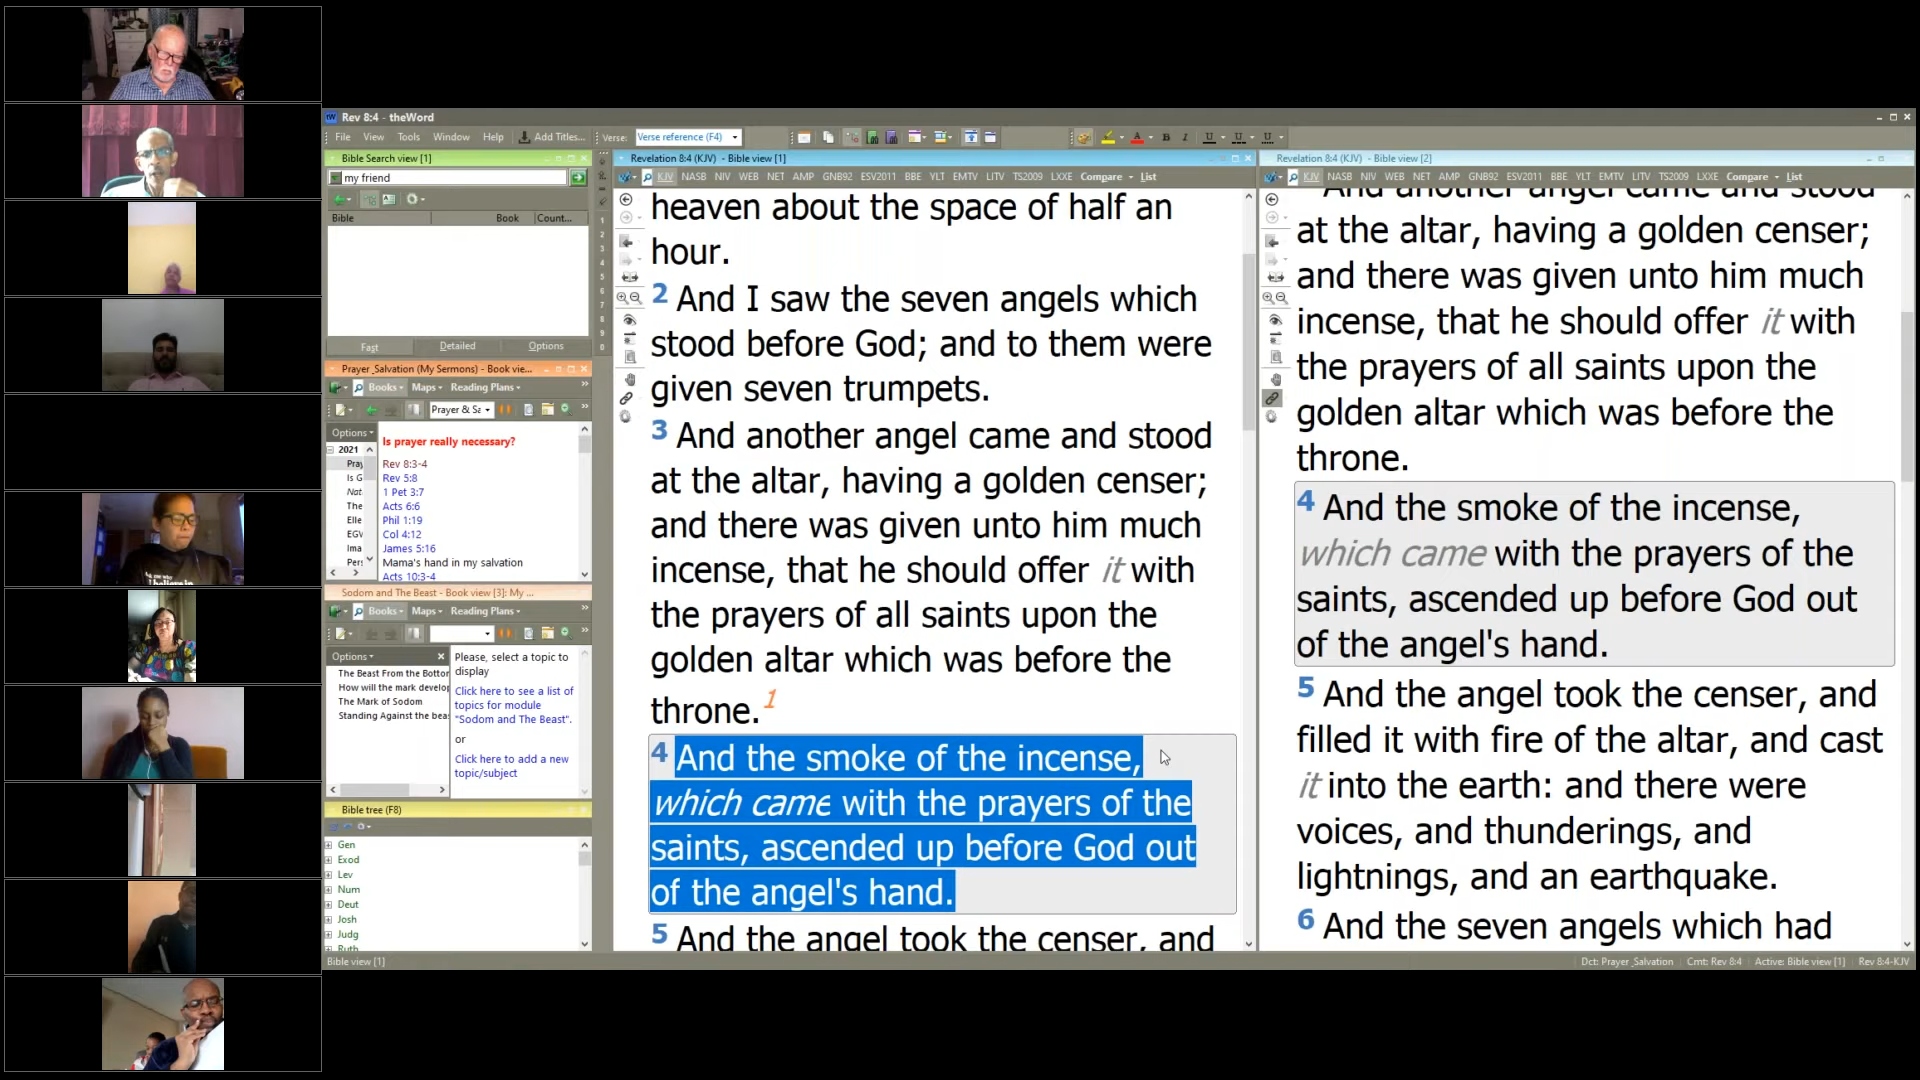 Rev 8:4 - theWord
File View Tools Window Help Add Titles... Verse: Verse reference (F4)
Bible Search view [1]
my friend
Bible Book Count...
Fast Detailed Options
Prayer_Salvation (My Sermons) - Book vie...
Books Maps Reading Plans
Prayer & Sa
Options
2021
Pray
Is G
Nat
The
Elle
EGV
Ima
Per
Is prayer really necessary?
Rev 8:3-4
Rev 5:8
1 Pet 3:7
Acts 6:6
Phil 1:19
Col 4:12
James 5:16
Mama's hand in my salvation
Acts 10:3-4
Sodom and The Beast - Book view [3]: My ...
Books Maps Reading Plans
Options
The Beast From the Bottor
How will the mark develop
The Mark of Sodom
Standing Against the beas
Please, select a topic to
display
Click here to see a list of
topics for module
"Sodom and The Beast".
or
Click here to add a new
topic/subject
Bible tree (F8)
Gen
Exod
Lev
Num
Deut
Josh
Judg
Ruth
Revelation 8:4 (KJV) - Bible view [1]
KJV NASB NIV WEB NET AMP GNB92 ESV2011 BBE YLT EMTV LITV TS2009 LXXE Compare List
heaven about the space of half an
hour.
2 And I saw the seven angels which
stood before God; and to them were
given seven trumpets.
3 And another angel came and stood
at the altar, having a golden censer;
and there was given unto him much
incense, that he should offer it with
the prayers of all saints upon the
golden altar which was before the
throne. 1
4 And the smoke of the incense,
which came with the prayers of the
saints, ascended up before God out
of the angel's hand.
5 And the angel took the censer, and
Revelation 8:4 (KJV) - Bible view [2]
KJV NASB NIV WEB NET AMP GNB92 ESV2011 BBE YLT EMTV LITV TS2009 LXXE Compare List
And another angel came and stood
at the altar, having a golden censer;
and there was given unto him much
incense, that he should offer it with
the prayers of all saints upon the
golden altar which was before the
throne.
4 And the smoke of the incense,
which came with the prayers of the
saints, ascended up before God out
of the angel's hand.
5 And the angel took the censer, and
filled it with fire of the altar, and cast
it into the earth: and there were
voices, and thunderings, and
lightnings, and an earthquake.
6 And the seven angels which had
Bible view [1]
Dct: Prayer_Salvation Cmt: Rev 8:4 Active: Bible view [1] Rev 8:4-KJV